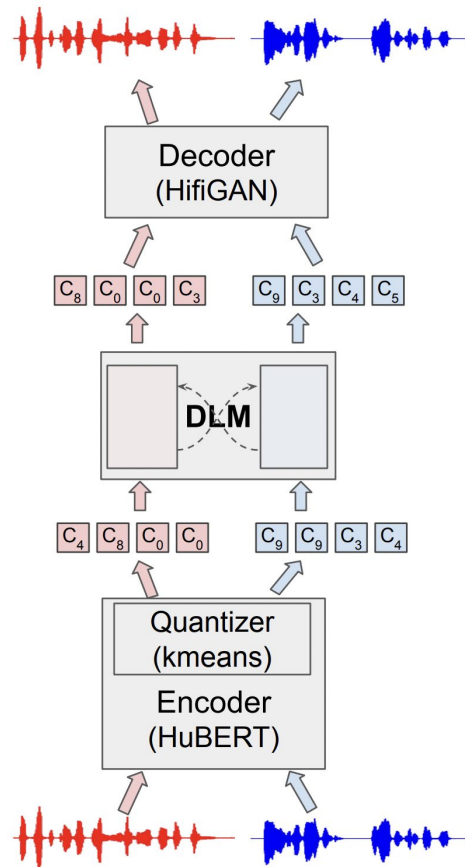 Decoder
(HifiGAN)
C8 C0 C0 C3 C9 C3 C4 C5
DLM
C4 C8 C0 C0 C9 C9 C3 C4
Quantizer
(kmeans)
Encoder
(HuBERT)